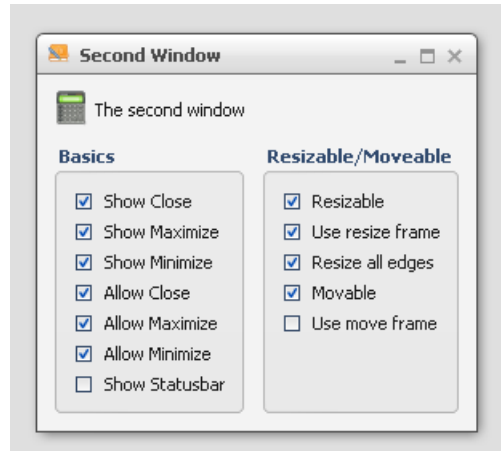 Second Window
The second window
Basics
Show Close
Show Maximize
Show Minimize
Allow Close
Allow Maximize
Allow Minimize
Show Statusbar
Resizable/Moveable
Resizable
Use resize frame
Resize all edges
Movable
Use move frame